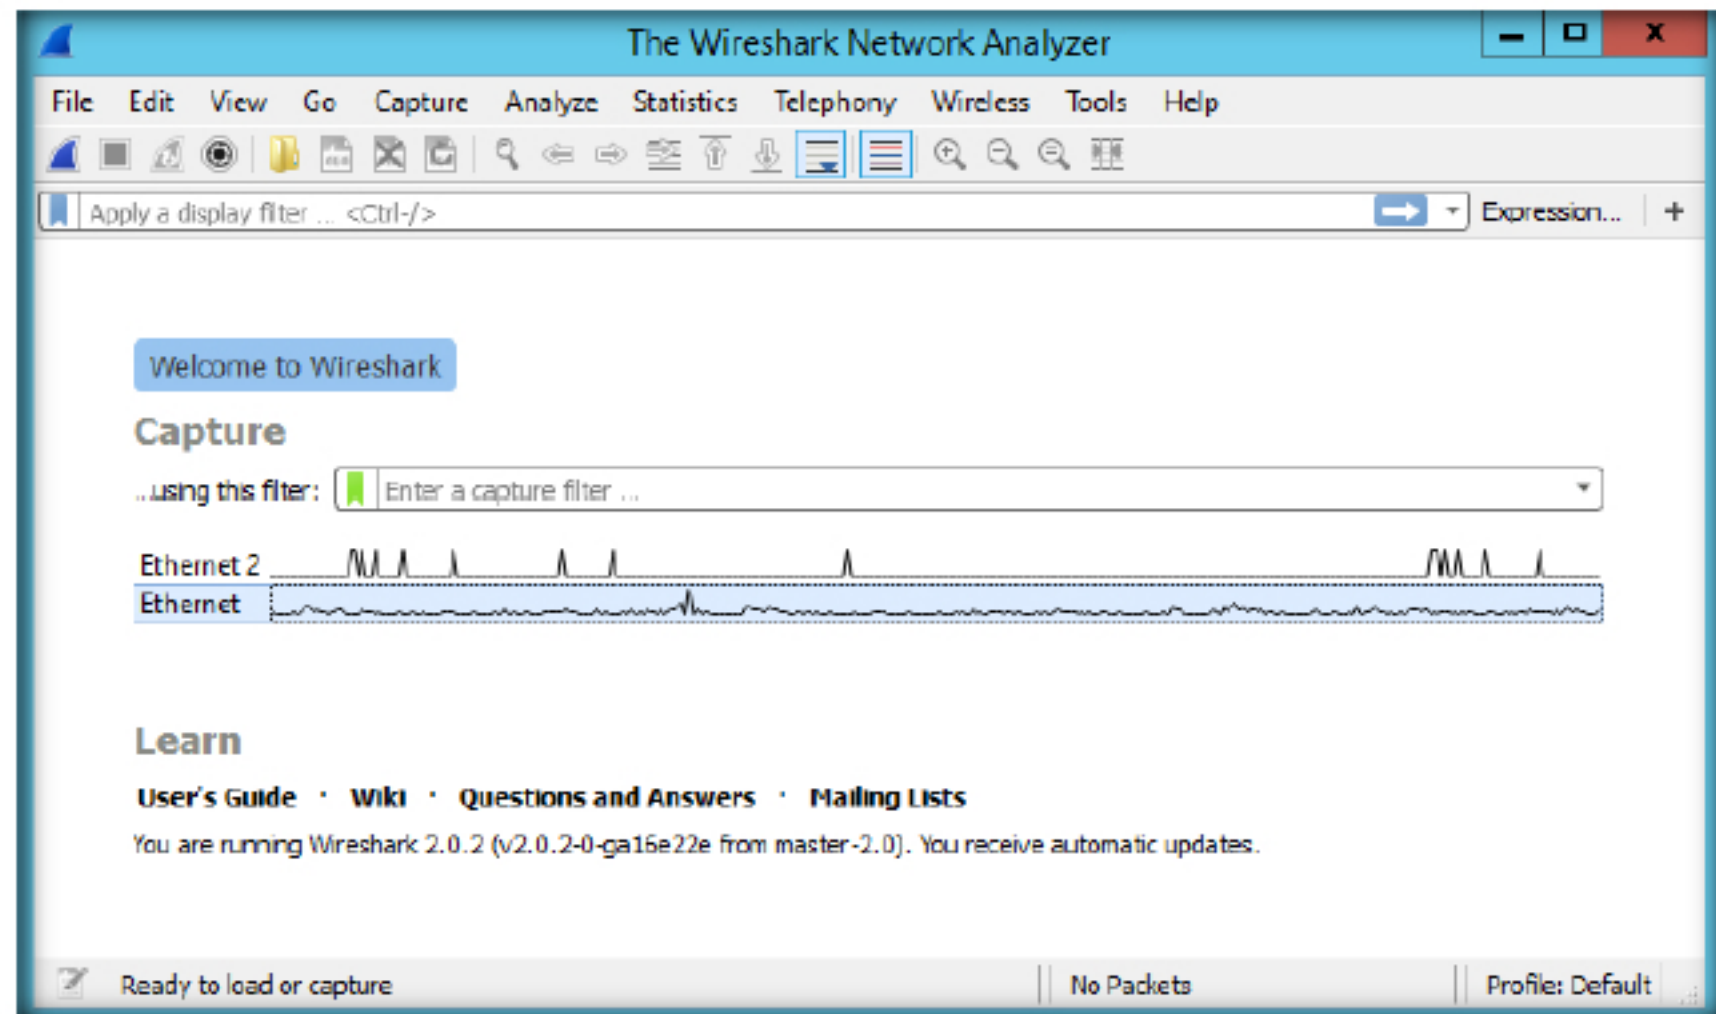 The Wireshark Network Analyzer
File Edit View Go Capture Analyze Statistics Telephony Wireless Tools Help
Apply a display filter ... <Ctrl-/> Expression... +
Welcome to Wireshark
Capture
...using this filter: Enter a capture filter ...
Ethernet 2
Ethernet
Learn
User's Guide · Wiki · Questions and Answers · Mailing Lists
You are running Wireshark 2.0.2 (v2.0.2-0-ga16e22e from master-2.0). You receive automatic updates.
Ready to load or capture No Packets Profile: Default